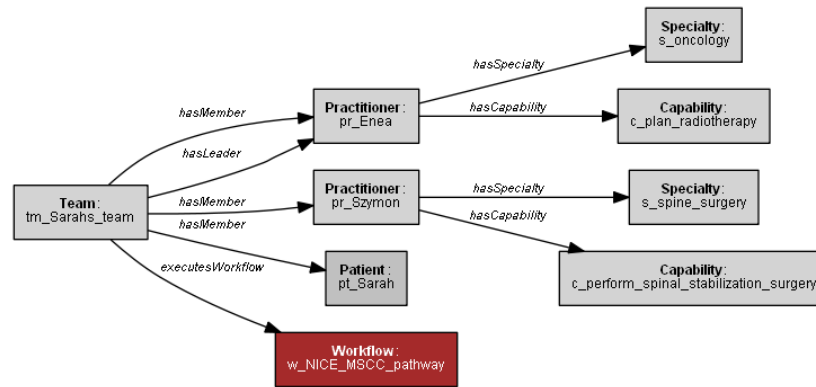 Specialty:
s_oncology
hasSpecialty
Practitioner:
pr_Enea
hasCapability
Capability:
c_plan_radiotherapy
hasMember
hasLeader
Team:
tm_Sarahs_team
hasMember
Practitioner:
pr_Szymon
hasSpecialty
Specialty:
s_spine_surgery
hasCapability
hasMember
Patient:
pt_Sarah
Capability:
c_perform_spinal_stabilization_surgery
executesWorkflow
Workflow:
w_NICE_MSCC_pathway